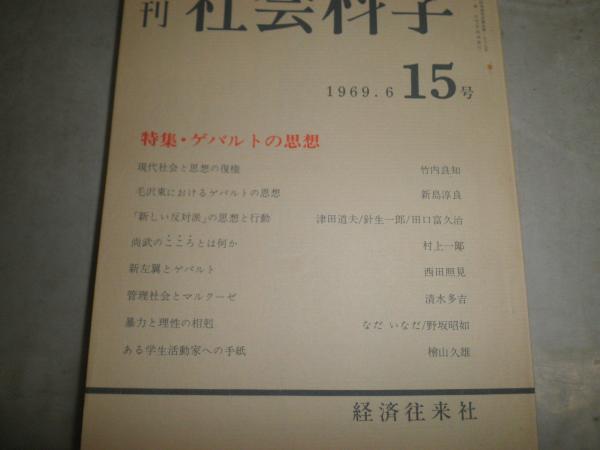 刊 社会科学
1969.6 15号
特集・ゲバルトの思想
現代社会と思想の復権 竹内良知
毛沢東におけるゲバルトの思想 新島淳良
「新しい反対派」の思想と行動 津田道夫/針生一郎/田口富久治
尚武のこころとは何か 村上一郎
新左翼とゲバルト 西田照見
管理社会とマルクーゼ 清水多吉
暴力と理性の相剋 なだ いなだ/野坂昭如
ある学生活動家への手紙 檜山久雄
経済往来社